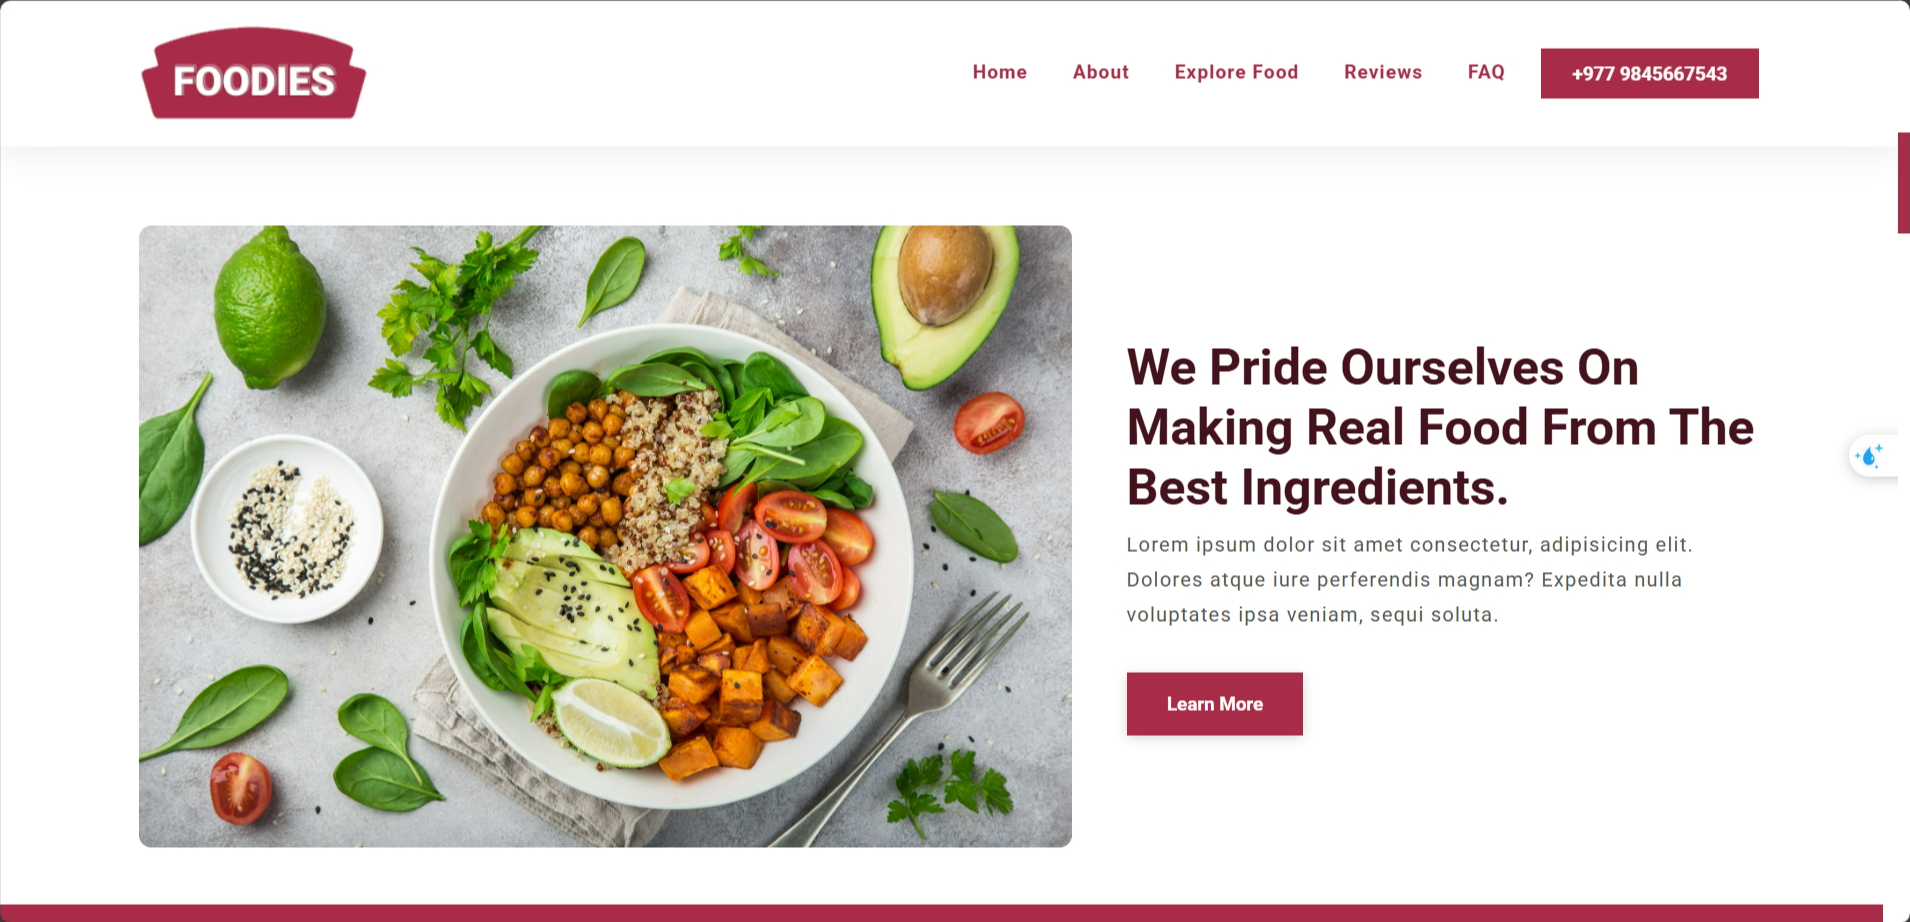 FOODIES
Home
About
Explore Food
Reviews
FAQ
+977 9845667543
We Pride Ourselves On
Making Real Food From The
Best Ingredients.
Lorem ipsum dolor sit amet consectetur, adipisicing elit.
Dolores atque iure perferendis magnam? Expedita nulla
voluptates ipsa veniam, sequi soluta.
Learn More